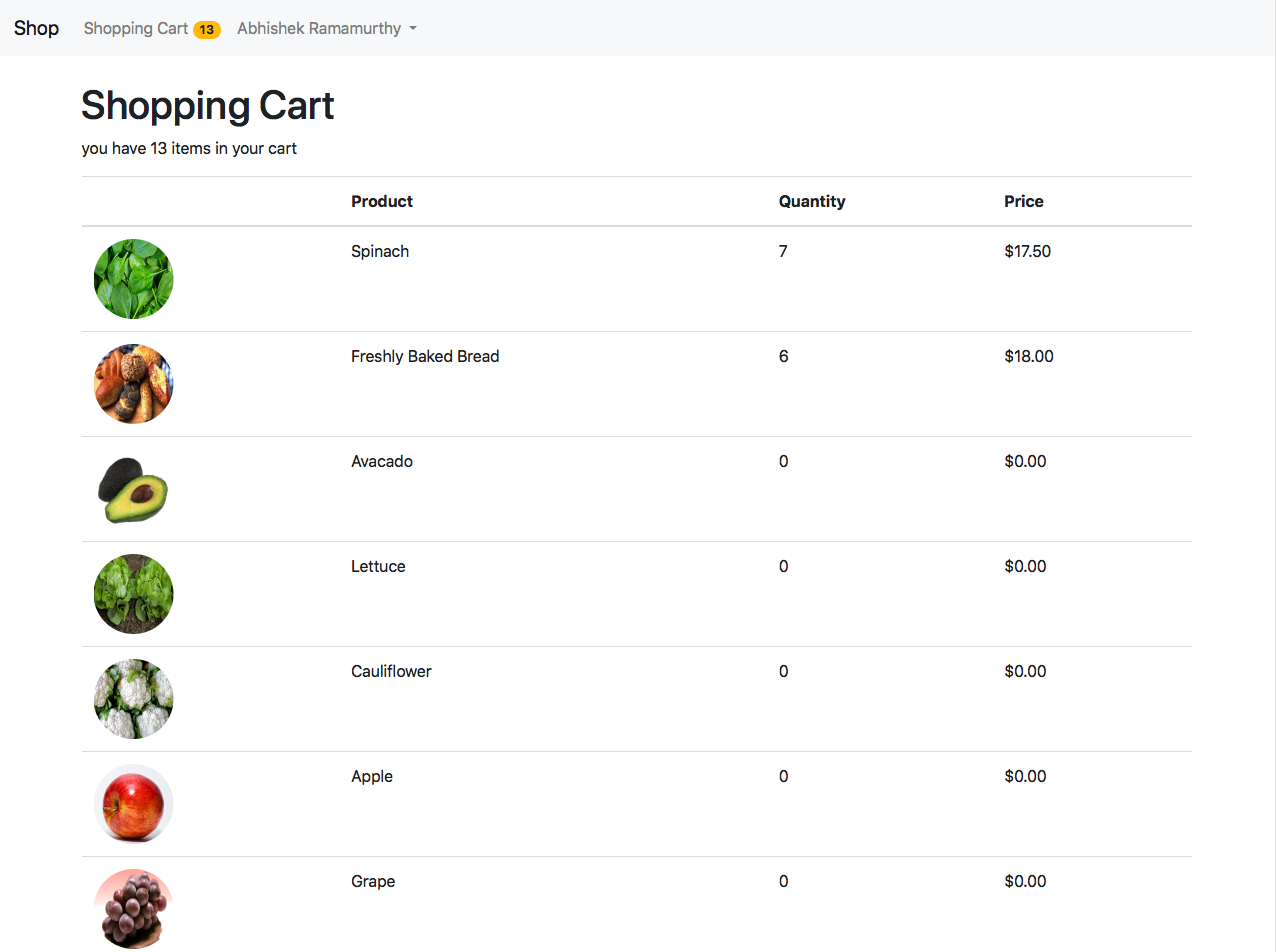 Shop Shopping Cart 13 Abhishek Ramamurthy
Shopping Cart
you have 13 items in your cart
Product Quantity Price
Spinach 7 $17.50
Freshly Baked Bread 6 $18.00
Avacado 0 $0.00
Lettuce 0 $0.00
Cauliflower 0 $0.00
Apple 0 $0.00
Grape 0 $0.00